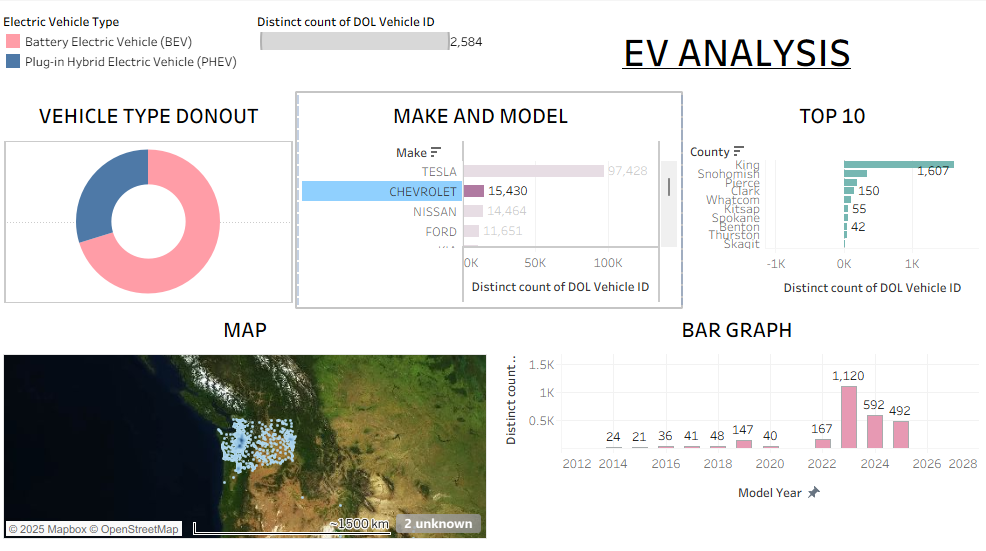 Electric Vehicle Type
Battery Electric Vehicle (BEV)
Plug-in Hybrid Electric Vehicle (PHEV)
Distinct count of DOL Vehicle ID
2,584
EV ANALYSIS
VEHICLE TYPE DONOUT
MAKE AND MODEL
Make
TESLA 97,428
CHEVROLET 15,430
NISSAN 14,464
FORD 11,651
0K 50K 100K
Distinct count of DOL Vehicle ID
TOP 10
County
King 1,607
Snohomish
Pierce
Clark 150
Whatcom
Kitsap 55
Spokane
Benton 42
Thurston
Skagit
-1K 0K 1K
Distinct count of DOL Vehicle ID
MAP
© 2025 Mapbox © OpenStreetMap
~1500 km
2 unknown
BAR GRAPH
Distinct count..
1.5K
1K
0.5K
24 21 36 41 48 147 40 167 1,120 592 492
2012 2014 2016 2018 2020 2022 2024 2026 2028
Model Year